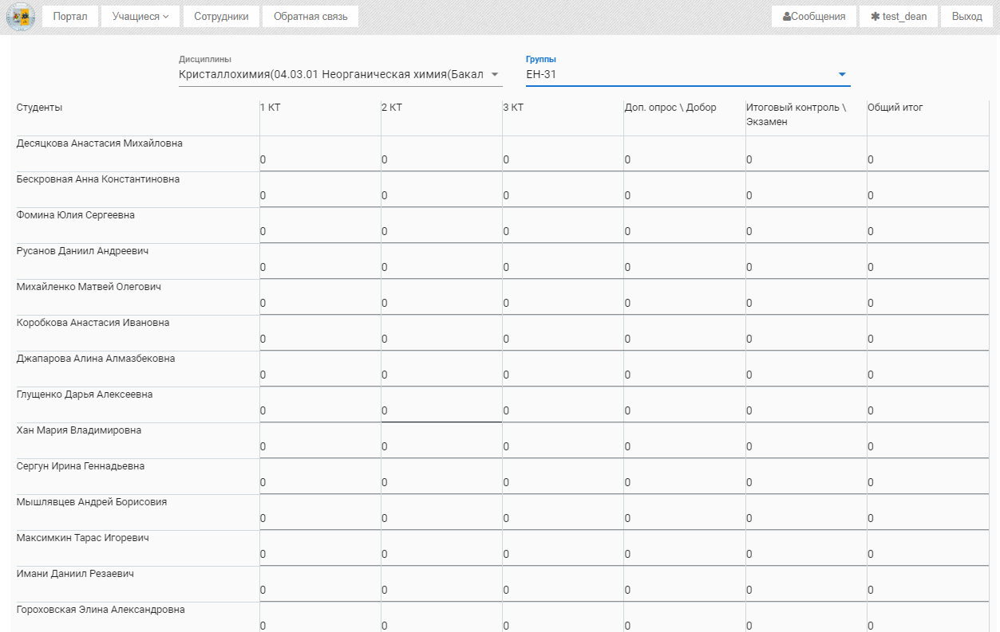 Портал Учащиеся Сотрудники Обратная связь Сообщения test_dean Выход
Дисциплины Группы
Кристаллохимия(04.03.01 Неорганическая химия(Бакал ЕН-31
Студенты 1 КТ 2 КТ 3 КТ Доп. опрос \ Добор Итоговый контроль \ Общий итог
Экзамен
Десяцкова Анастасия Михайловна
0 0 0 0 0 0
Бескровная Анна Константиновна
0 0 0 0 0 0
Фомина Юлия Сергеевна
0 0 0 0 0 0
Русанов Даниил Андреевич
0 0 0 0 0 0
Михайленко Матвей Олегович
0 0 0 0 0 0
Коробкова Анастасия Ивановна
0 0 0 0 0 0
Джапарова Алина Алмазбековна
0 0 0 0 0 0
Глущенко Дарья Алексеевна
0 0 0 0 0 0
Хан Мария Владимировна
0 0 0 0 0 0
Сергун Ирина Геннадьевна
0 0 0 0 0 0
Мышлявцев Андрей Борисовия
0 0 0 0 0 0
Максимкин Тарас Игоревич
0 0 0 0 0 0
Имани Даниил Резаевич
0 0 0 0 0 0
Гороховская Элина Александровна
0 0 0 0 0 0